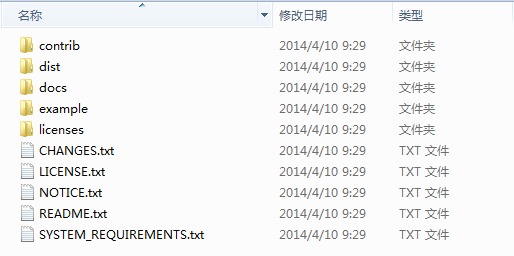 名称 修改日期 类型
contrib 2014/4/10 9:29 文件夹
dist 2014/4/10 9:29 文件夹
docs 2014/4/10 9:29 文件夹
example 2014/4/10 9:29 文件夹
licenses 2014/4/10 9:29 文件夹
CHANGES.txt 2014/4/10 9:29 TXT 文件
LICENSE.txt 2014/4/10 9:29 TXT 文件
NOTICE.txt 2014/4/10 9:29 TXT 文件
README.txt 2014/4/10 9:29 TXT 文件
SYSTEM_REQUIREMENTS.txt 2014/4/10 9:29 TXT 文件